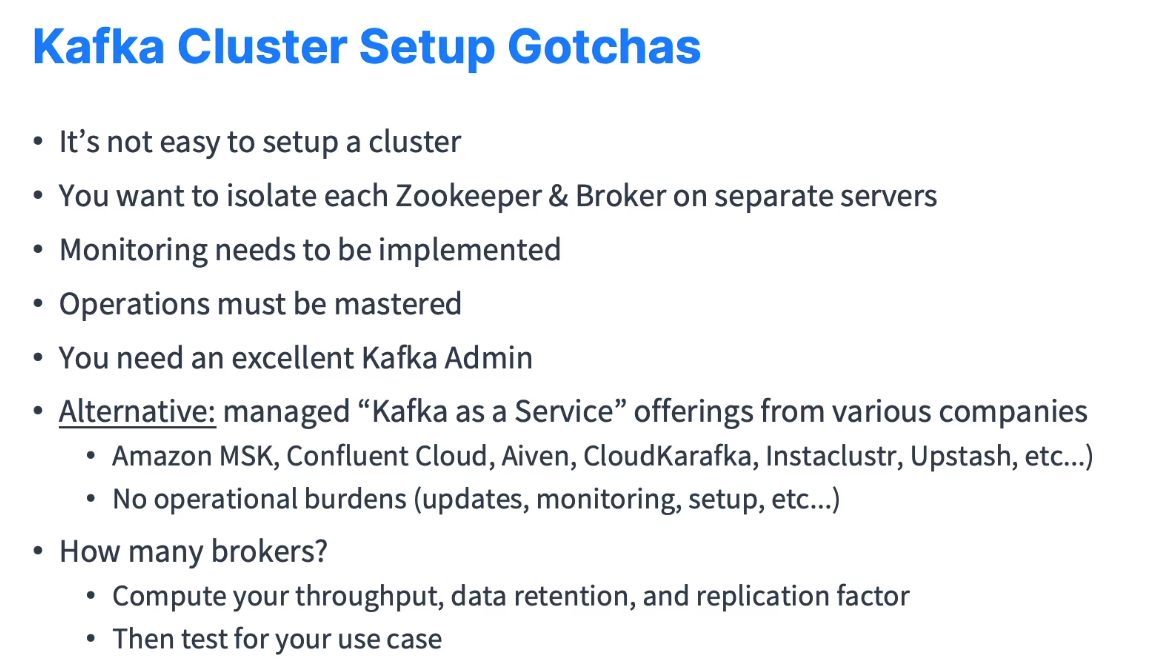 Kafka Cluster Setup Gotchas
• It's not easy to setup a cluster
• You want to isolate each Zookeeper & Broker on separate servers
• Monitoring needs to be implemented
• Operations must be mastered
• You need an excellent Kafka Admin
• Alternative: managed “Kafka as a Service” offerings from various companies
• Amazon MSK, Confluent Cloud, Aiven, CloudKarafka, Instaclustr, Upstash, etc…)
• No operational burdens (updates, monitoring, setup, etc…)
• How many brokers?
• Compute your throughput, data retention, and replication factor
• Then test for your use case